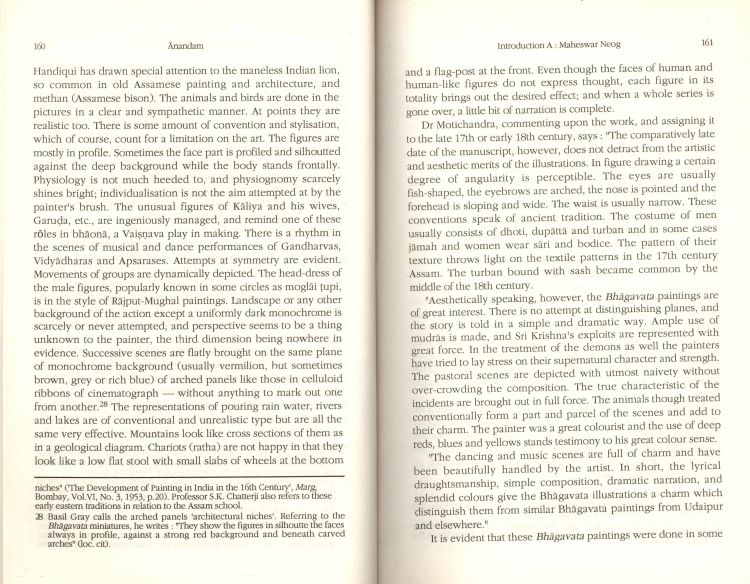 160
Ānandam
Handiqui has drawn special attention to the maneless Indian lion,
so common in old Assamese painting and architecture, and
methan (Assamese bison). The animals and birds are done in the
pictures in a clear and sympathetic manner. At points they are
realistic too. There is some amount of convention and stylisation,
which of course, count for a limitation on the art. The figures are
mostly in profile. Sometimes the face part is profiled and silhoutted
against the deep background while the body stands frontally.
Physiology is not much heeded to, and physiognomy scarcely
shines bright; individualisation is not the aim attempted at by the
painter's brush. The unusual figures of Kāliya and his wives,
Garuḍa, etc., are ingeniously managed, and remind one of these
rôles in bhāonā, a Vaiṣṇava play in making. There is a rhythm in
the scenes of musical and dance performances of Gandharvas,
Vidyādharas and Apsarases. Attempts at symmetry are evident.
Movements of groups are dynamically depicted. The head-dress of
the male figures, popularly known in some circles as moglāi ṭupi,
is in the style of Rājput-Mughal paintings. Landscape or any other
background of the action except a uniformly dark monochrome is
scarcely or never attempted, and perspective seems to be a thing
unknown to the painter, the third dimension being nowhere in
evidence. Successive scenes are flatly brought on the same plane
of monochrome background (usually vermilion, but sometimes
brown, grey or rich blue) of arched panels like those in celluloid
ribbons of cinematograph — without anything to mark out one
from another.28 The representations of pouring rain water, rivers
and lakes are of conventional and unrealistic type but are all the
same very effective. Mountains look like cross sections of them as
in a geological diagram. Chariots (ratha) are not happy in that they
look like a low flat stool with small slabs of wheels at the bottom
niches" ('The Development of Painting in India in the 16th Century', Marg,
Bombay, Vol.VI, No. 3, 1953, p.20). Professor S.K. Chatterji also refers to these
early eastern traditions in relation to the Assam school.
28 Basil Gray calls the arched panels 'architectural niches'. Referring to the
Bhāgavata miniatures, he writes : "They show the figures in silhoutte the faces
always in profile, against a strong red background and beneath carved
arches" (loc. cit).
Introduction A : Maheswar Neog
161
and a flag-post at the front. Even though the faces of human and
human-like figures do not express thought, each figure in its
totality brings out the desired effect; and when a whole series is
gone over, a little bit of narration is complete.
Dr Motichandra, commenting upon the work, and assigning it
to the late 17th or early 18th century, says : "The comparatively late
date of the manuscript, however, does not detract from the artistic
and aesthetic merits of the illustrations. In figure drawing a certain
degree of angularity is perceptible. The eyes are usually
fish-shaped, the eyebrows are arched, the nose is pointed and the
forehead is sloping and wide. The waist is usually narrow. These
conventions speak of ancient tradition. The costume of men
usually consists of dhoti, dupāttā and turban and in some cases
jāmah and women wear sāri and bodice. The pattern of their
texture throws light on the textile patterns in the 17th century
Assam. The turban bound with sash became common by the
middle of the 18th century.
"Aesthetically speaking, however, the Bhāgavata paintings are
of great interest. There is no attempt at distinguishing planes, and
the story is told in a simple and dramatic way. Ample use of
mudrās is made, and Sri Krishna's exploits are represented with
great force. In the treatment of the demons as well the painters
have tried to lay stress on their supernatural character and strength.
The pastoral scenes are depicted with utmost naivety without
over-crowding the composition. The true characteristic of the
incidents are brought out in full force. The animals though treated
conventionally form a part and parcel of the scenes and add to
their charm. The painter was a great colourist and the use of deep
reds, blues and yellows stands testimony to his great colour sense.
"The dancing and music scenes are full of charm and have
been beautifully handled by the artist. In short, the lyrical
draughtsmanship, simple composition, dramatic narration, and
splendid colours give the Bhāgavata illustrations a charm which
distinguish them from similar Bhāgavata paintings from Udaipur
and elsewhere."
It is evident that these Bhāgavata paintings were done in some